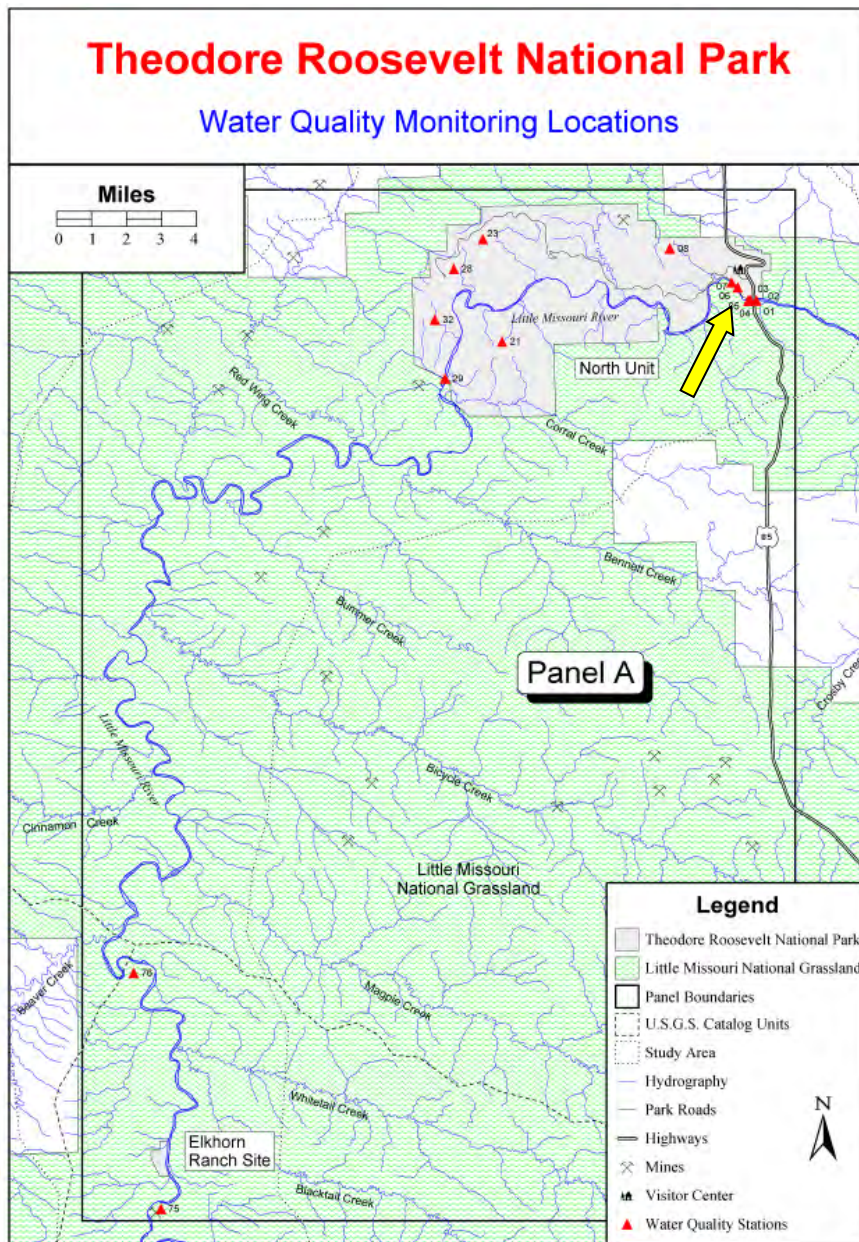 Theodore Roosevelt National Park
Water Quality Monitoring Locations
Miles
0 1 2 3 4
23
08
28
03
07
02
06
05
04
01
32
Little Missouri River
21
North Unit
29
Red Wing Creek
Corral Creek
85
Bennett Creek
Bummer Creek
Panel A
Crosby Cree
Little Missouri River
Bicycle Creek
Cinnamon Creek
Little Missouri
National Grassland
Beaver Creek
76
Magpie Creek
Whitetail Creek
Elkhorn
Ranch Site
Blacktail Creek
75
Legend
Theodore Roosevelt National Park
Little Missouri National Grassland
Panel Boundaries
U.S.G.S. Catalog Units
Study Area
Hydrography
Park Roads
Highways
Mines
Visitor Center
Water Quality Stations
N